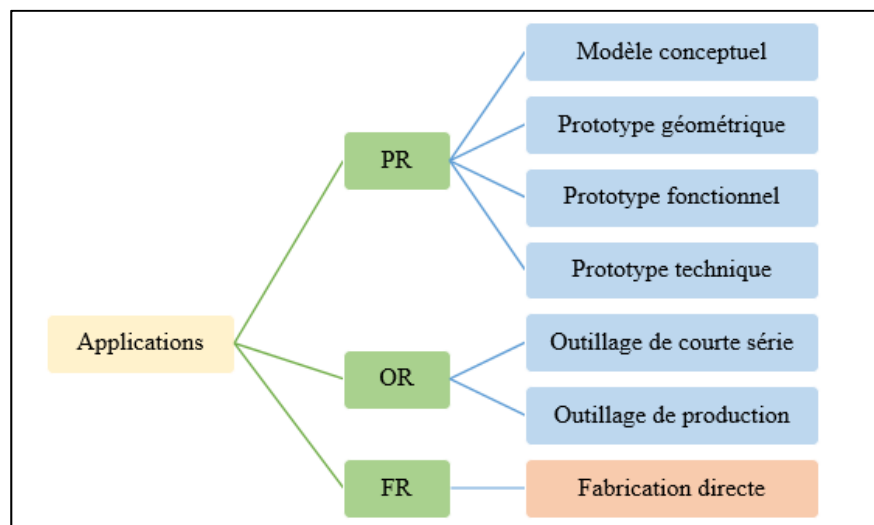 Modèle conceptuel
PR
Prototype géométrique
Prototype fonctionnel
Prototype technique
Applications
Outillage de courte série
OR
Outillage de production
FR
Fabrication directe